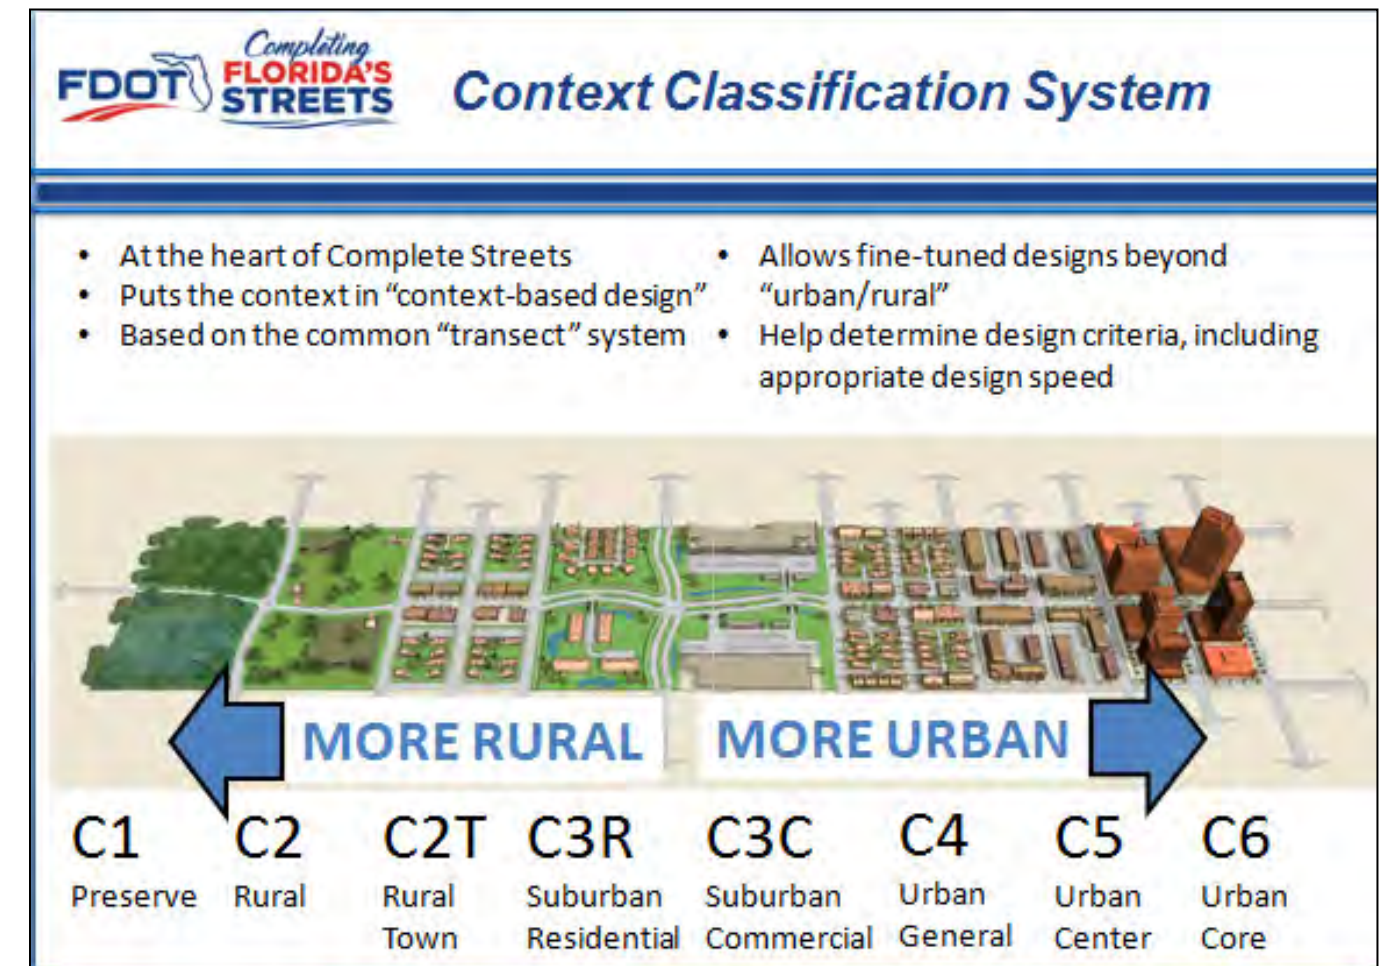 FDOT
Completing
FLORIDA'S
STREETS
Context Classification System
• At the heart of Complete Streets
• Puts the context in “context-based design”
• Based on the common “transect” system
• Allows fine-tuned designs beyond
“urban/rural”
• Help determine design criteria, including
appropriate design speed
MORE RURAL
MORE URBAN
C1
Preserve
C2
Rural
C2T
Rural
Town
C3R
Suburban
Residential
C3C
Suburban
Commercial
C4
Urban
General
C5
Urban
Center
C6
Urban
Core